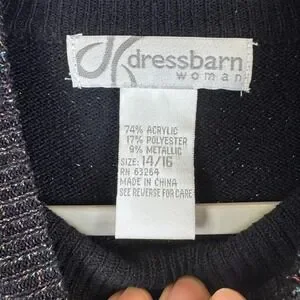 dressbarn
woman
74% ACRYLIC
17% POLYESTER
9% METALLIC
SIZE: 14/16
RN 63264
MADE IN CHINA
SEE REVERSE FOR CARE